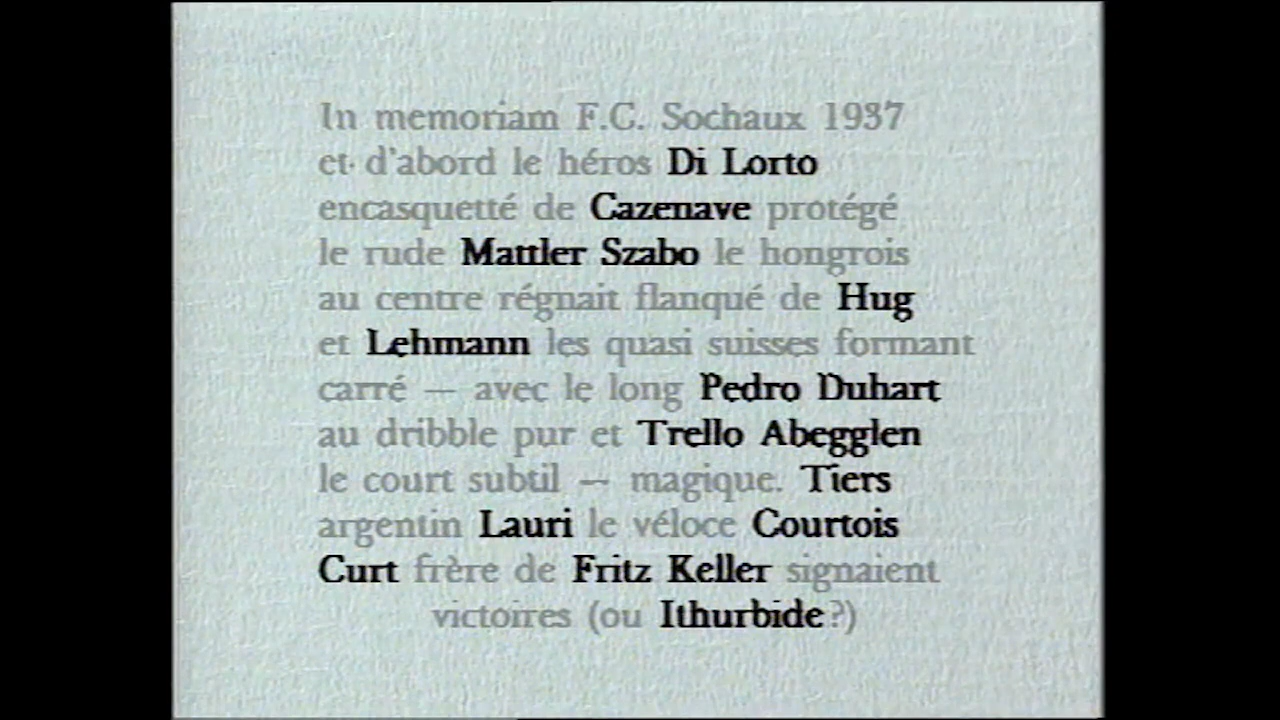 In memoriam F.C. Sochaux 1937
et d'abord le héros Di Lorto
encasquetté de Cazenave protégé
le rude Mattler Szabo le hongrois
au centre régnait flanqué de Hug
et Lehmann les quasi suisses formant
carré — avec le long Pedro Duhart
au dribble pur et Trello Abegglen
le court subtil — magique. Tiers
argentin Lauri le véloce Courtois
Curt frère de Fritz Keller signaient
victoires (ou Ithurbide?)